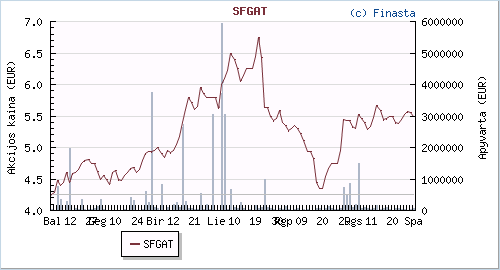 SFGAT
(c) Finasta
Akcijos kaina (EUR)
7.0
6.5
6.0
5.5
5.0
4.5
4.0
6000000
5000000
4000000
3000000
2000000
1000000
0
Apyvarta (EUR)
Bal 12 27 Geg 10 24 Bir 12 21 Lie 10 19 30 Rgp 09 20 Rgs 11 20 Spa
SFGAT